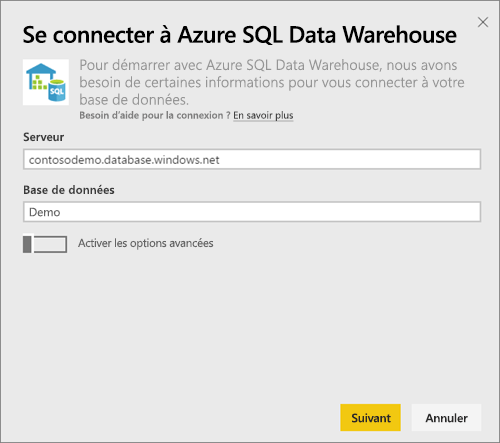 Se connecter à Azure SQL Data Warehouse
SQL
Pour démarrer avec Azure SQL Data Warehouse, nous avons
besoin de certaines informations pour vous connecter à votre
base de données.
Besoin d'aide pour la connexion ? En savoir plus
Serveur
contosodemo.database.windows.net
Base de données
Demo
Activer les options avancées
Suivant
Annuler